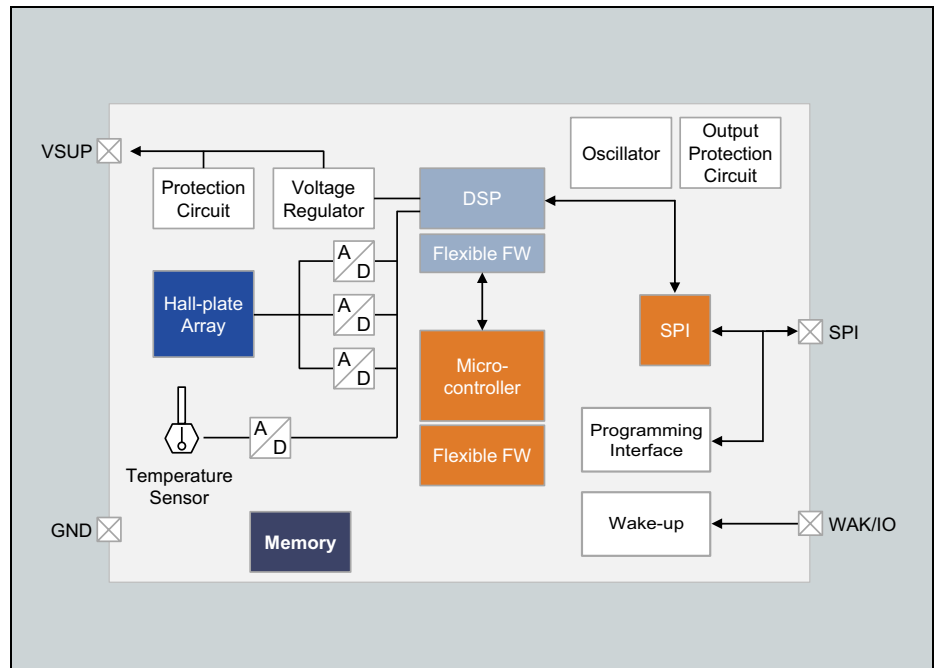 VSUP
Protection
Circuit
Voltage
Regulator
DSP
Flexible FW
Oscillator
Output
Protection
Circuit
Hall-plate
Array
A
D
A
D
A
D
Micro-
controller
Flexible FW
SPI
SPI
A
D
Temperature
Sensor
Programming
Interface
GND
Memory
Wake-up
WAK/IO